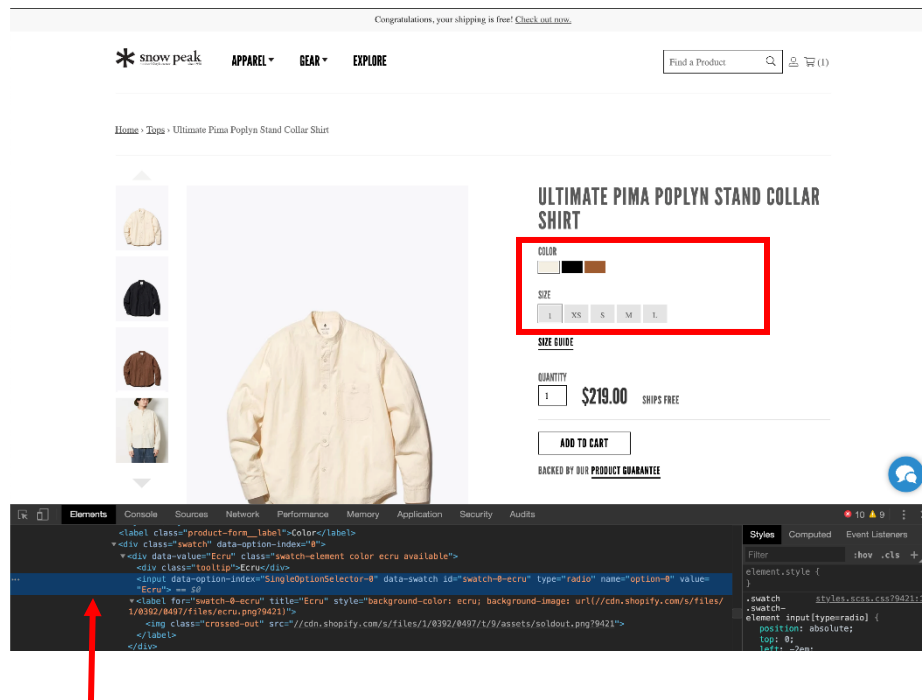 Congratulations, your shipping is free! Check out now.
snow peak
APPAREL GEAR EXPLORE
Find a Product
(1)
Home › Tops › Ultimate Pima Poplyn Stand Collar Shirt
ULTIMATE PIMA POPLYN STAND COLLAR
SHIRT
COLOR
SIZE
1 XS S M L
SIZE GUIDE
QUANTITY
1 $219.00 SHIPS FREE
ADD TO CART
BACKED BY OUR PRODUCT GUARANTEE
Elements Console Sources Network Performance Memory Application Security Audits 10 9
<label class="product-form__label">Color</label>
<div class="swatch" data-option-index="0">
<div data-value="Ecru" class="swatch-element color ecru available">
<div class="tooltip">Ecru</div>
<input data-option-index="SingleOptionSelector-0" data-swatch id="swatch-0-ecru" type="radio" name="option-0" value=
"Ecru"> == $0
<label for="swatch-0-ecru" title="Ecru" style="background-color: ecru; background-image: url(//cdn.shopify.com/s/files/
1/0392/0497/files/ecru.png?9421)">
<img class="crossed-out" src="//cdn.shopify.com/s/files/1/0392/0497/t/9/assets/soldout.png?9421">
</label>
</div>
Styles Computed Event Listeners
Filter :hov .cls +
element.style {
}
.swatch styles.scss.css?9421:
.swatch-
element input[type=radio] {
position: absolute;
top: 0;
left: -2em;